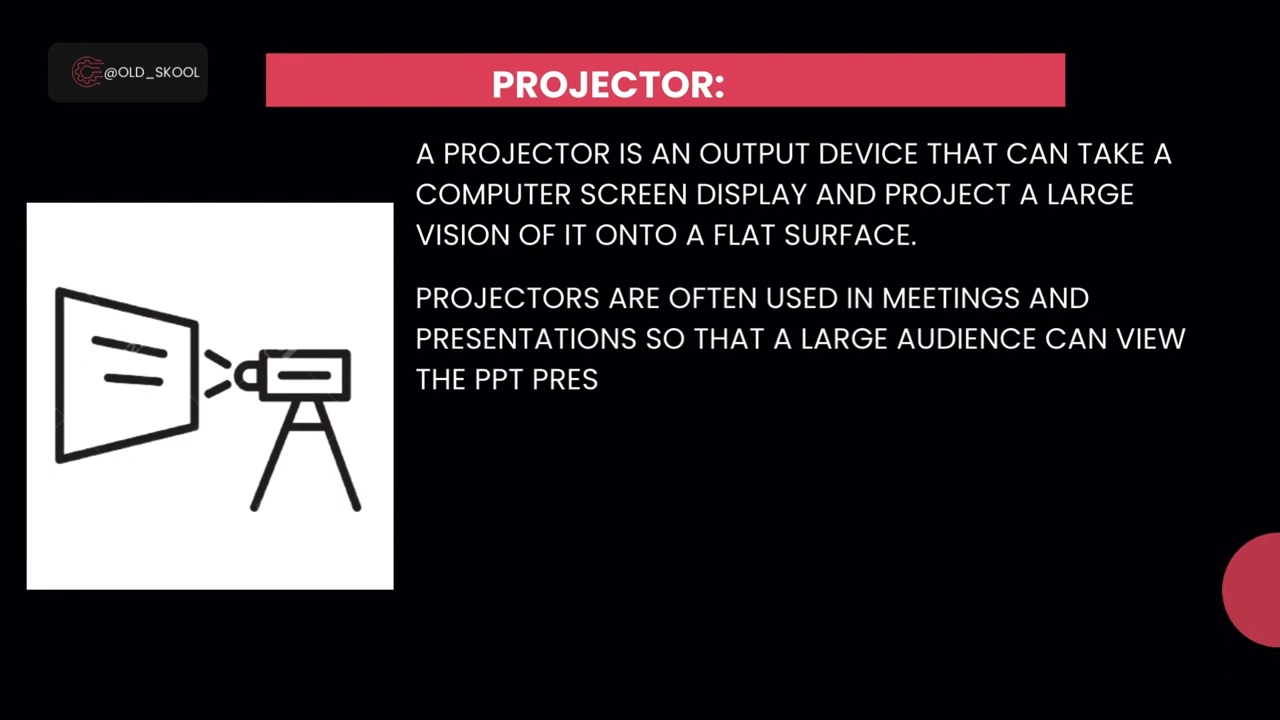 @OLD_SKOOL
PROJECTOR:
A PROJECTOR IS AN OUTPUT DEVICE THAT CAN TAKE A
COMPUTER SCREEN DISPLAY AND PROJECT A LARGE
VISION OF IT ONTO A FLAT SURFACE.
PROJECTORS ARE OFTEN USED IN MEETINGS AND
PRESENTATIONS SO THAT A LARGE AUDIENCE CAN VIEW
THE PPT PRES